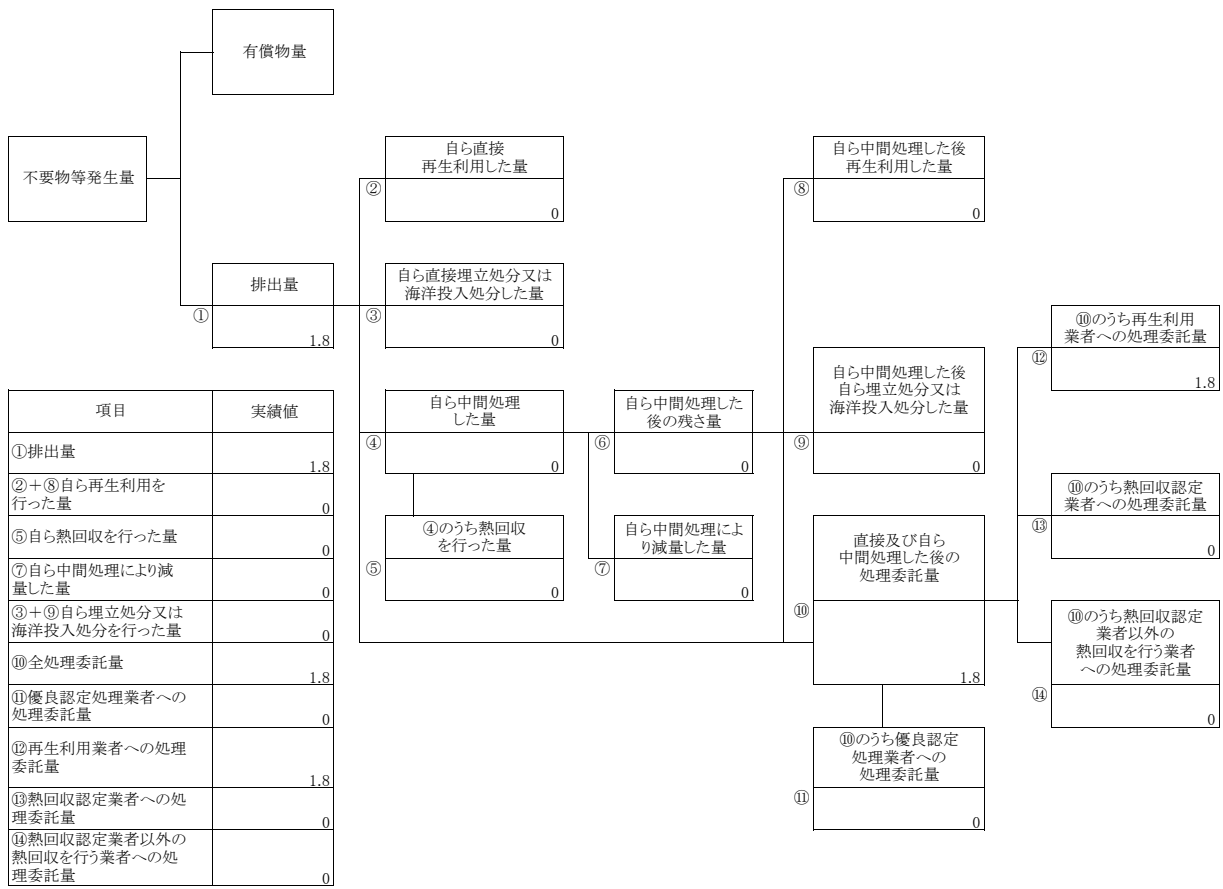 有償物量
不要物等発生量
排出量
①
1.8
自ら直接
再生利用した量
②
0
自ら直接埋立処分又は
海洋投入処分した量
③
0
自ら中間処理
した量
④
0
④のうち熱回収
を行った量
⑤
0
自ら中間処理した
後の残さ量
⑥
0
自ら中間処理によ
り減量した量
⑦
0
自ら中間処理した後
再生利用した量
⑧
0
自ら中間処理した後
自ら埋立処分又は
海洋投入処分した量
⑨
0
直接及び自ら
中間処理した後の
処理委託量
⑩
1.8
⑩のうち優良認定
処理業者への
処理委託量
⑪
0
⑩のうち再生利用
業者への処理委託量
⑫
1.8
⑩のうち熱回収認定
業者への処理委託量
⑬
0
⑩のうち熱回収認定
業者以外の
熱回収を行う業者
への処理委託量
⑭
0
項目 実績値
①排出量
1.8
②+⑧自ら再生利用を
行った量
0
⑤自ら熱回収を行った量
0
⑦自ら中間処理により減
量した量
0
③+⑨自ら埋立処分又は
海洋投入処分を行った量
0
⑩全処理委託量
1.8
⑪優良認定処理業者への
処理委託量
0
⑫再生利用業者への処理
委託量
1.8
⑬熱回収認定業者への処
理委託量
0
⑭熱回収認定業者以外の
熱回収を行う業者への処
理委託量
0